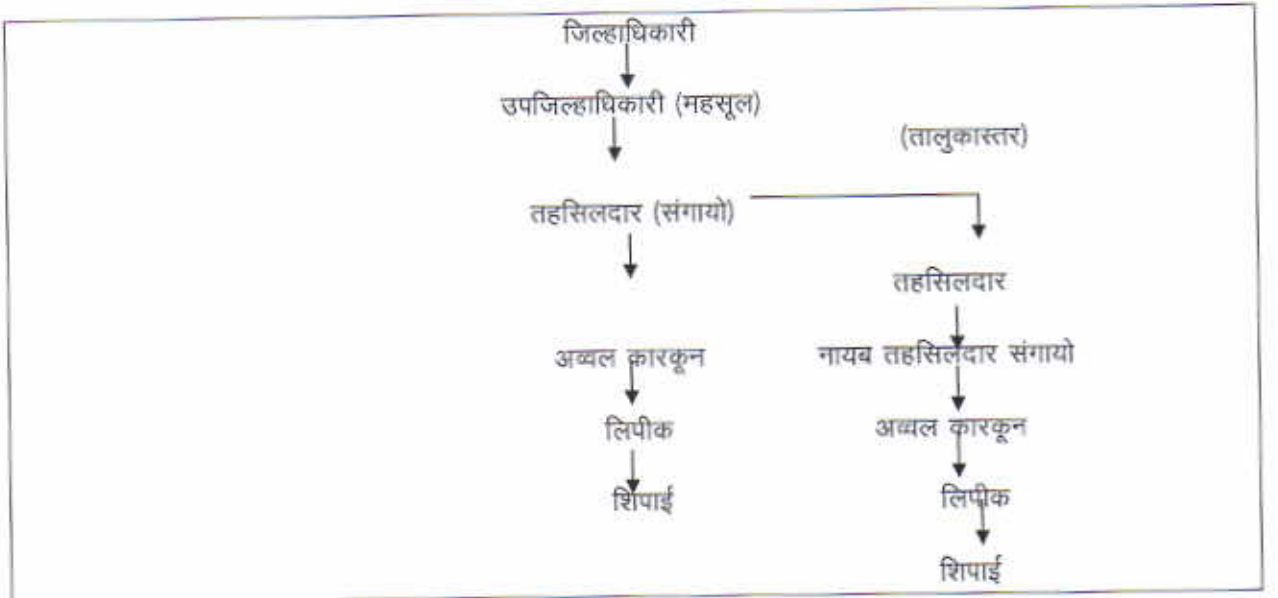 जिल्हाधिकारी
उपजिल्हाधिकारी (महसूल)
(तालुकास्तर)
तहसिलदार (संगायो)
तहसिलदार
अव्वल कारकून
नायब तहसिलदार संगायो
लिपीक
अव्वल कारकून
शिपाई
लिपीक
शिपाई